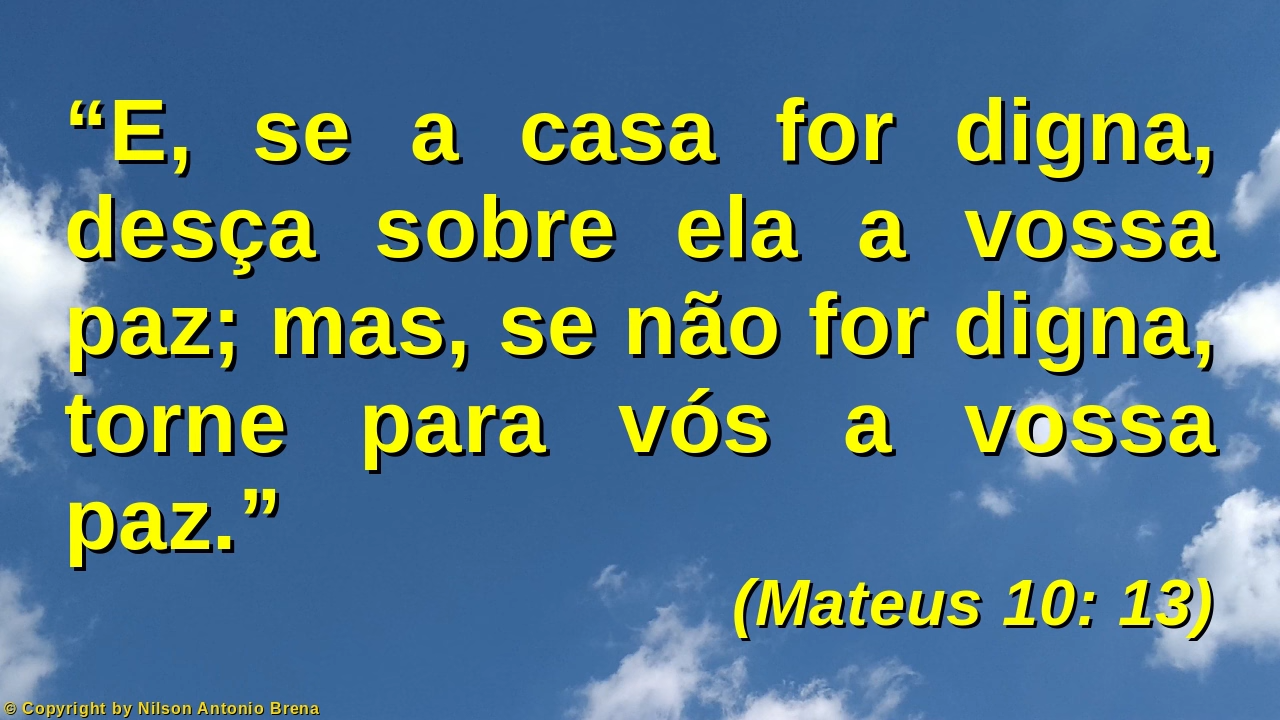 “E, se a casa for digna,
desça sobre ela a vossa
paz; mas, se não for digna,
torne para vós a vossa
paz.”
(Mateus 10: 13)
© Copyright by Nilson Antonio Brena